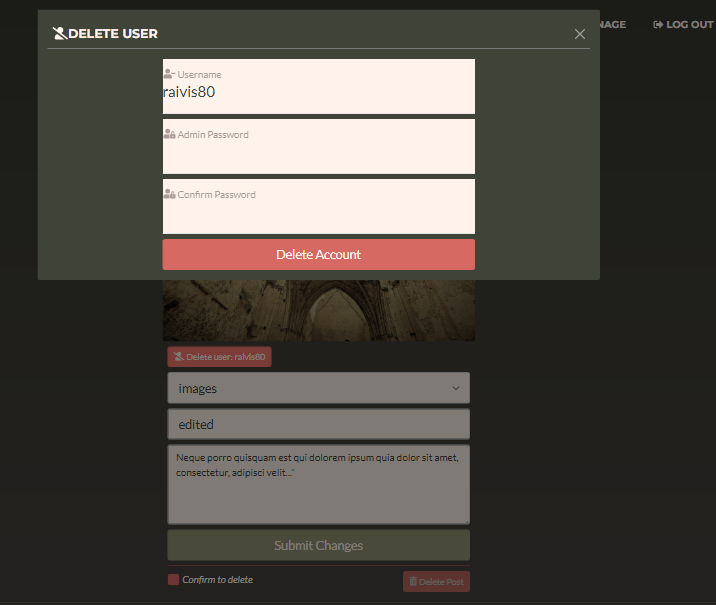 NAGE
LOG OUT
DELETE USER
Username
raivis80
Admin Password
Confirm Password
Delete Account
Delete user: raivis80
images
edited
Neque porro quisquam est qui dolorem ipsum quia dolor sit amet,
consectetur, adipisci velit..."
Submit Changes
Confirm to delete
Delete Post